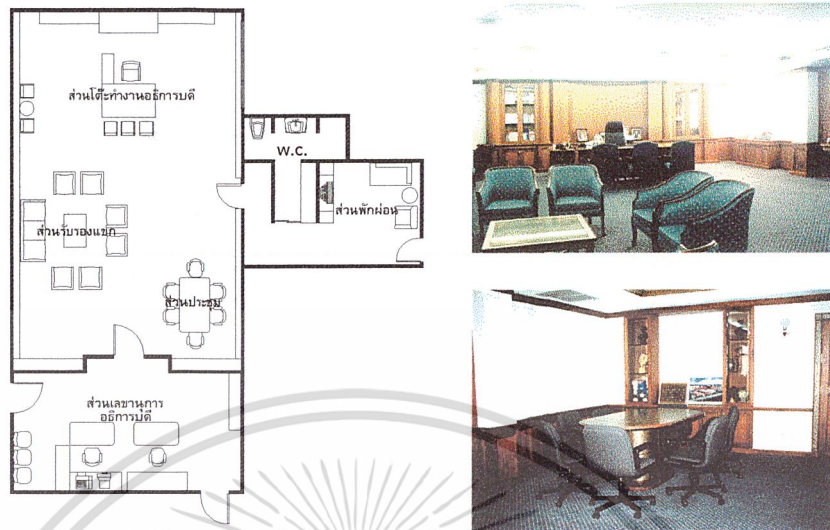 ส่วนโต๊ะทำงานอธิการบดี
W.C.
ส่วนพักผ่อน
ส่วนรับรองแขก
ส่วนประชุม
ส่วนเลขานุการ
อธิการบดี